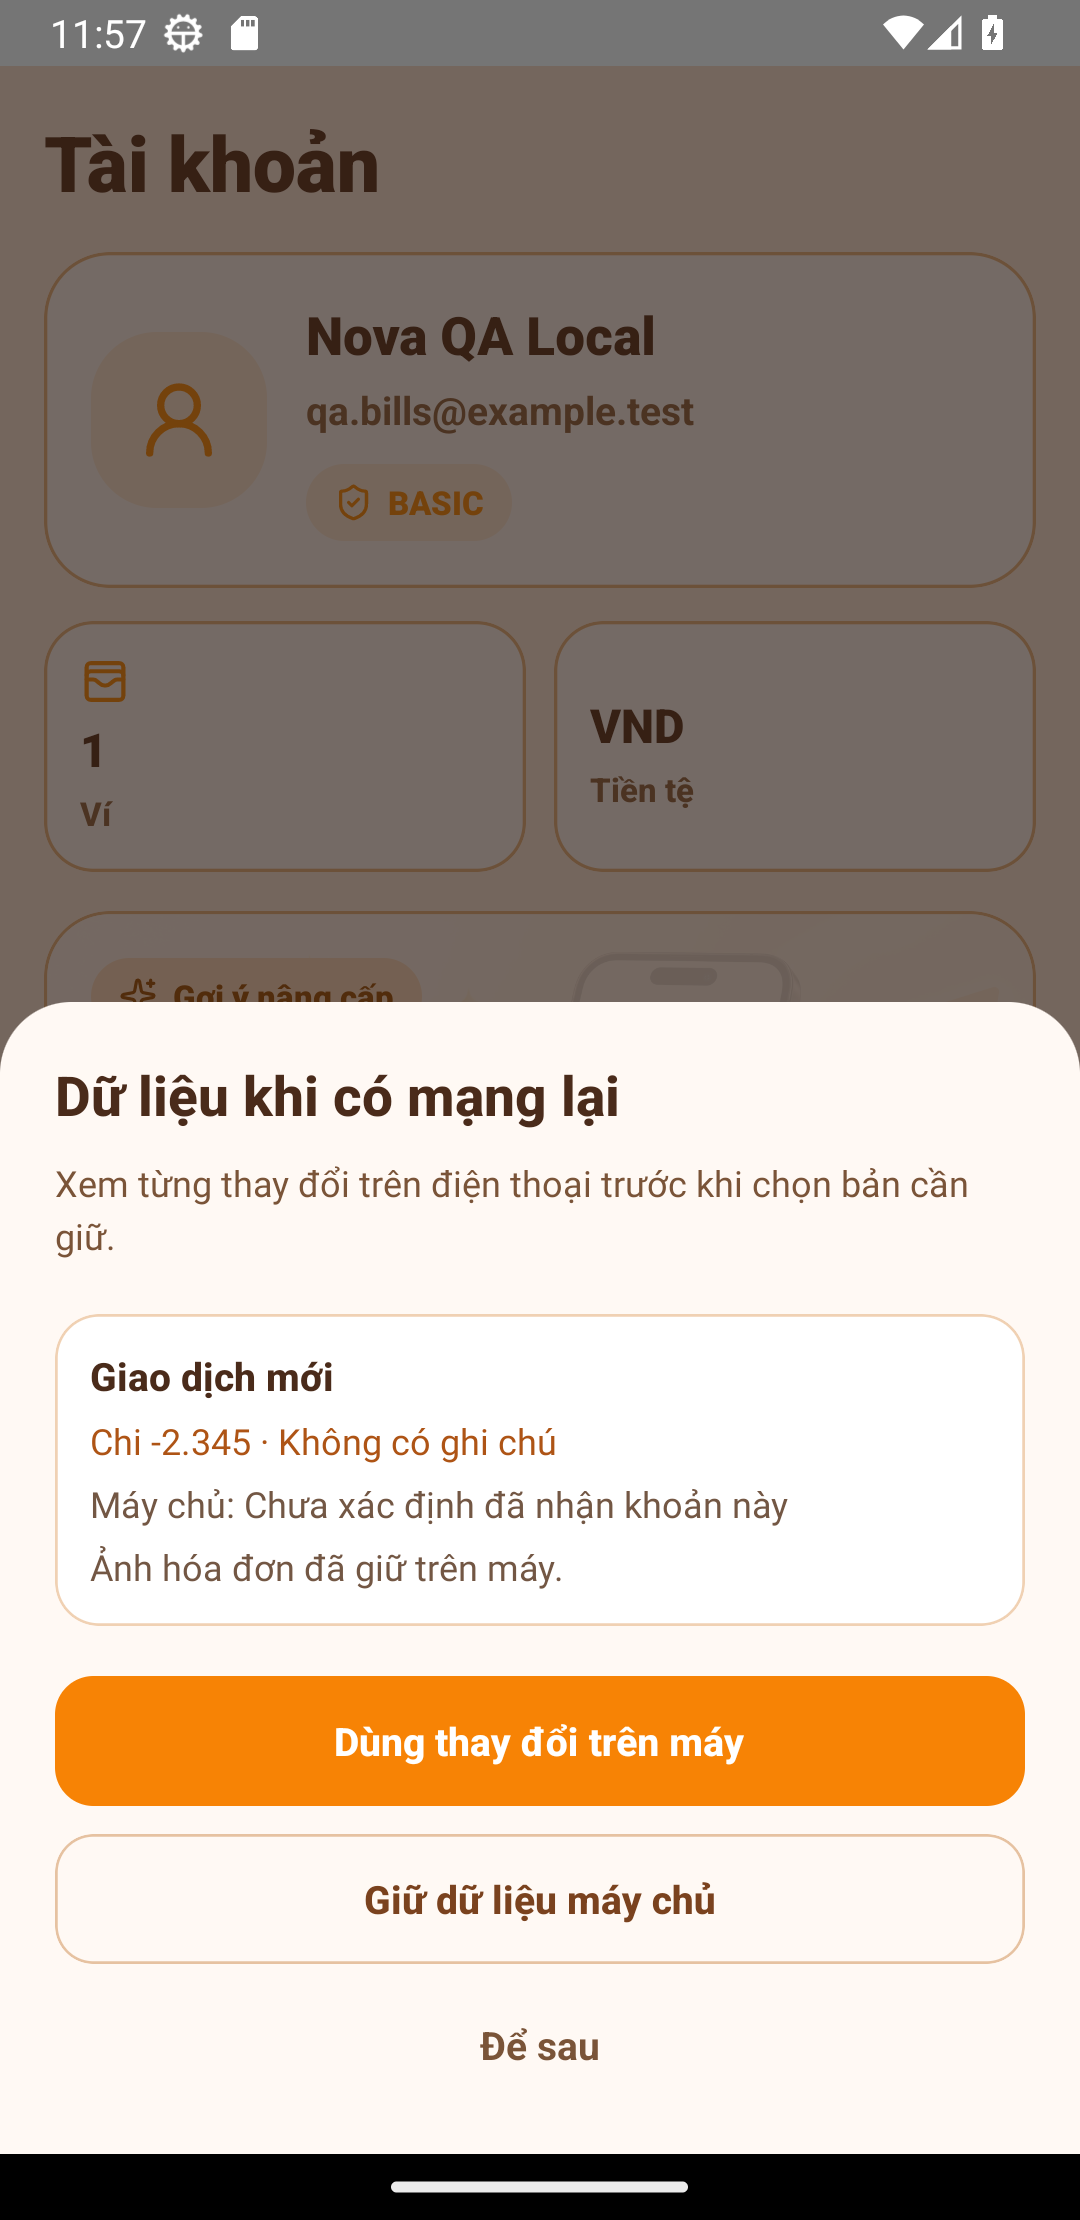 11:57
Tài khoản
Nova QA Local
qa.bills@example.test
BASIC
1
Ví
VND
Tiền tệ
Gợi ý nâng cấp
Dữ liệu khi có mạng lại
Xem từng thay đổi trên điện thoại trước khi chọn bản cần
giữ.
Giao dịch mới
Chi -2.345 · Không có ghi chú
Máy chủ: Chưa xác định đã nhận khoản này
Ảnh hóa đơn đã giữ trên máy.
Dùng thay đổi trên máy
Giữ dữ liệu máy chủ
Để sau